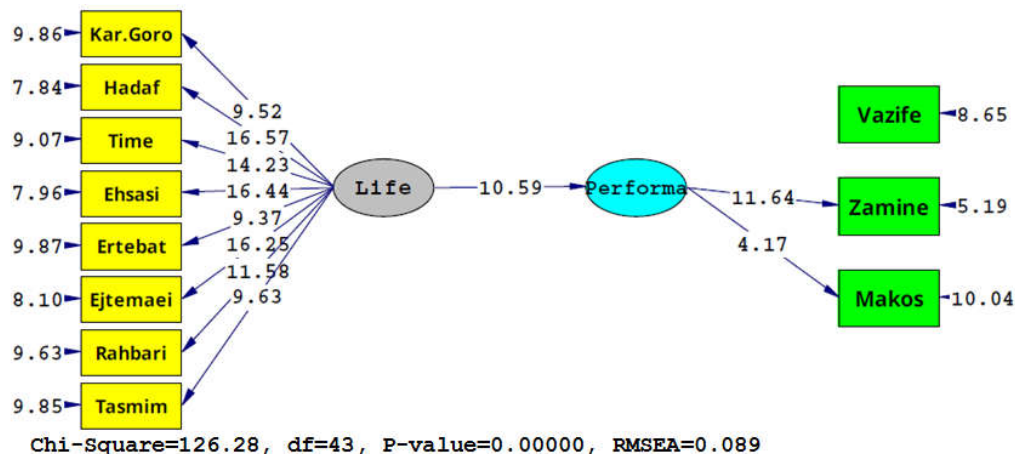 9.86 Kar.Goro
7.84 Hadaf
9.07 Time
7.96 Ehsasi
9.87 Ertebat
8.10 Ejtemaei
9.63 Rahbari
9.85 Tasmim
9.52
16.57
14.23
16.44
9.37
16.25
11.58
9.63
Life
10.59
Performa
11.64
4.17
Vazife 8.65
Zamine 5.19
Makos 10.04
Chi-Square=126.28, df=43, P-value=0.00000, RMSEA=0.089